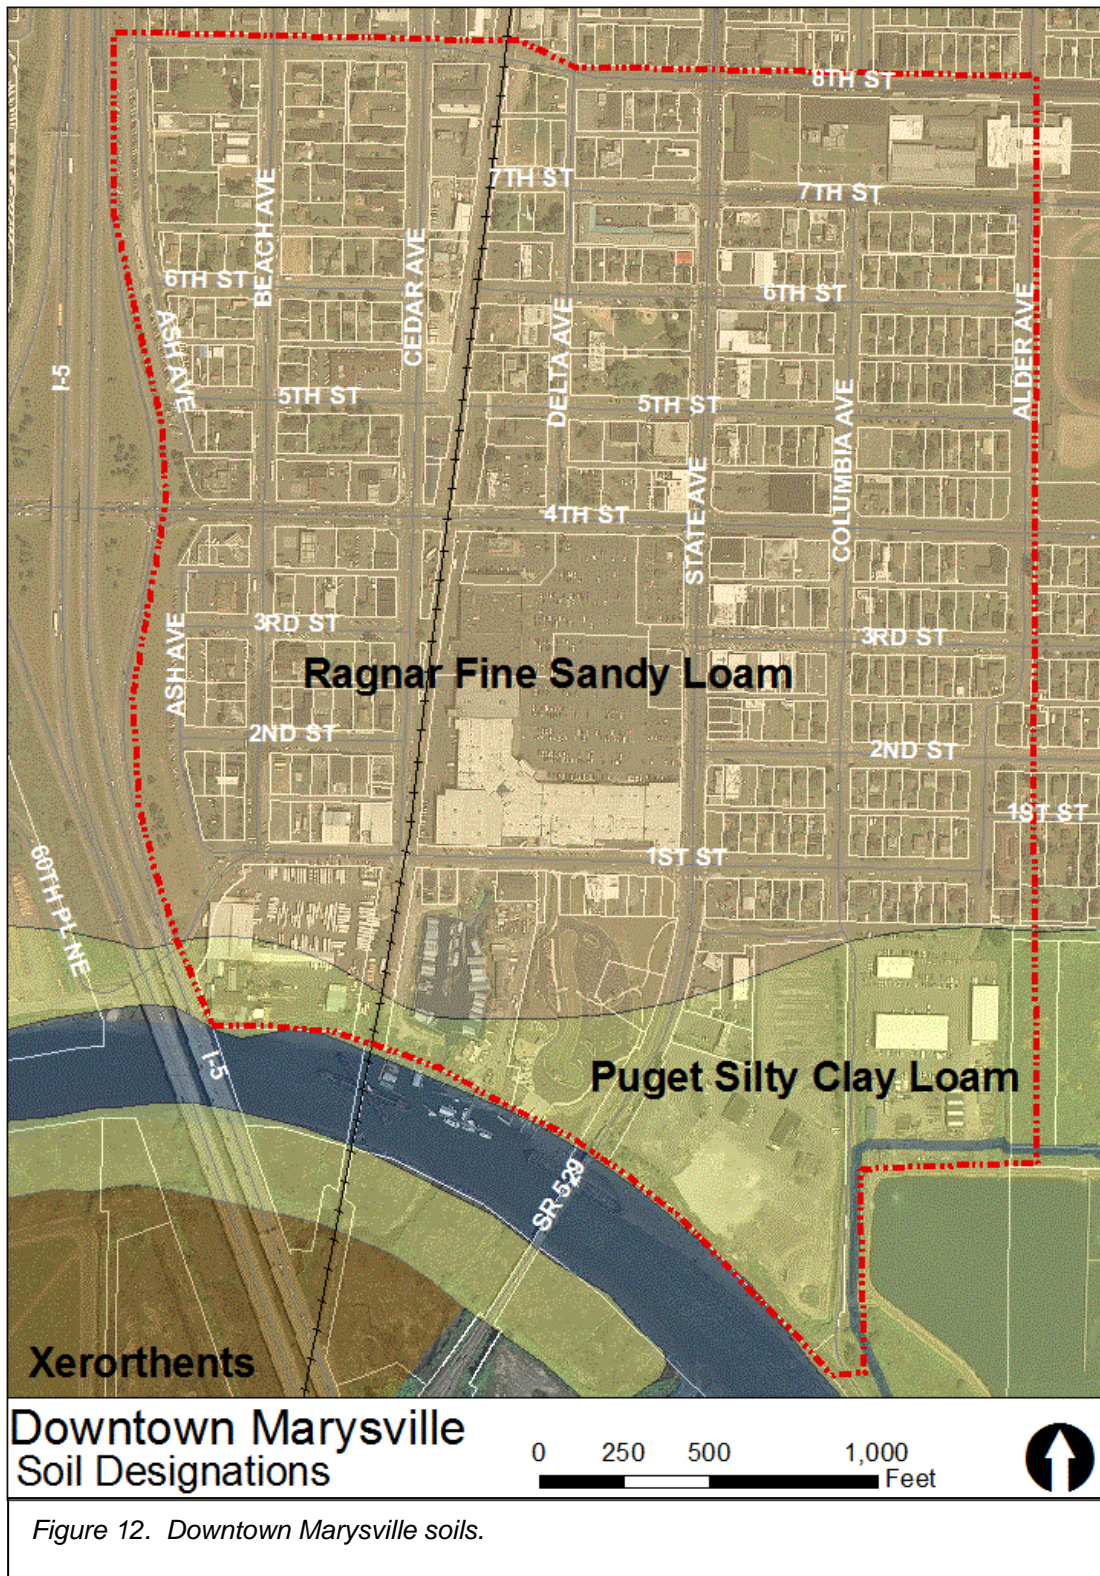 8TH ST
7TH ST
7TH ST
BEACH AVE
CEDAR AVE
6TH ST
6TH ST
ASH AVE
DELTA AVE
ALDER AVE
I-5
5TH ST
5TH ST
COLUMBIA AVE
STATE AVE
4TH ST
3RD ST
3RD ST
ASH AVE
Ragnar Fine Sandy Loam
2ND ST
2ND ST
1ST ST
1ST ST
60TH PL NE
I-5
Puget Silty Clay Loam
SR 529
Xerorthents
Downtown Marysville
Soil Designations
0 250 500 1,000
Feet
Figure 12. Downtown Marysville soils.